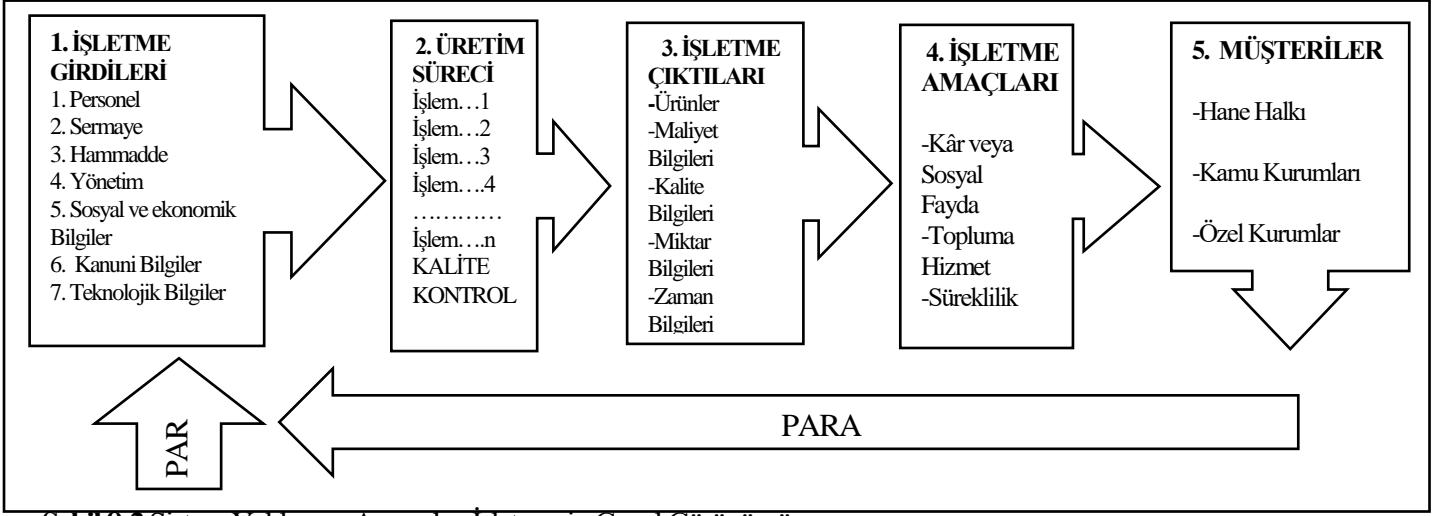 1. İŞLETME
GİRDİLERİ
1. Personel
2. Sermaye
3. Hammadde
4. Yönetim
5. Sosyal ve ekonomik
Bilgiler
6. Kanuni Bilgiler
7. Teknolojik Bilgiler
2. ÜRETİM
SÜRECİ
İşlem…1
İşlem…2
İşlem…3
İşlem….4
…………
İşlem….n
KALİTE
KONTROL
3. İŞLETME
ÇIKTILARI
-Ürünler
-Maliyet
Bilgileri
-Kalite
Bilgileri
-Miktar
Bilgileri
-Zaman
Bilgileri
4. İŞLETME
AMAÇLARI
-Kâr veya
Sosyal
Fayda
-Topluma
Hizmet
-Süreklilik
5. MÜŞTERİLER
-Hane Halkı
-Kamu Kurumları
-Özel Kurumlar
PAR
PARA